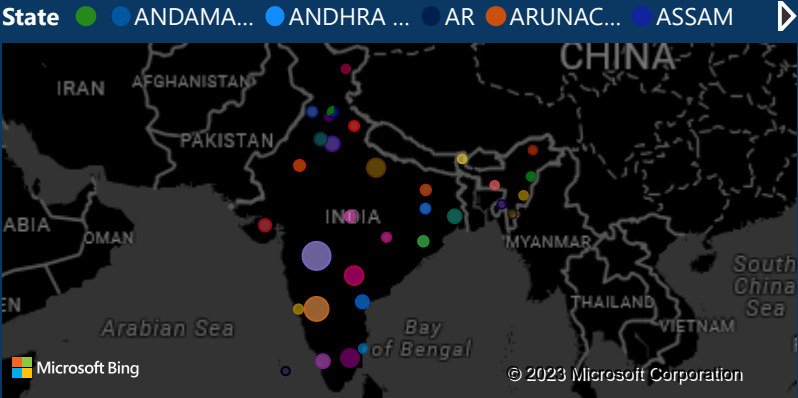 State ANDAMA... ANDHRA ... AR ARUNAC... ASSAM
CHINA
IRAN
AFGHANISTAN
PAKISTAN
INDIA
ABIA
OMAN
MYANMAR
EN
South
China
Sea
THAILAND
Arabian Sea
Bay
of Bengal
VIETNAM
Microsoft Bing
© 2023 Microsoft Corporation